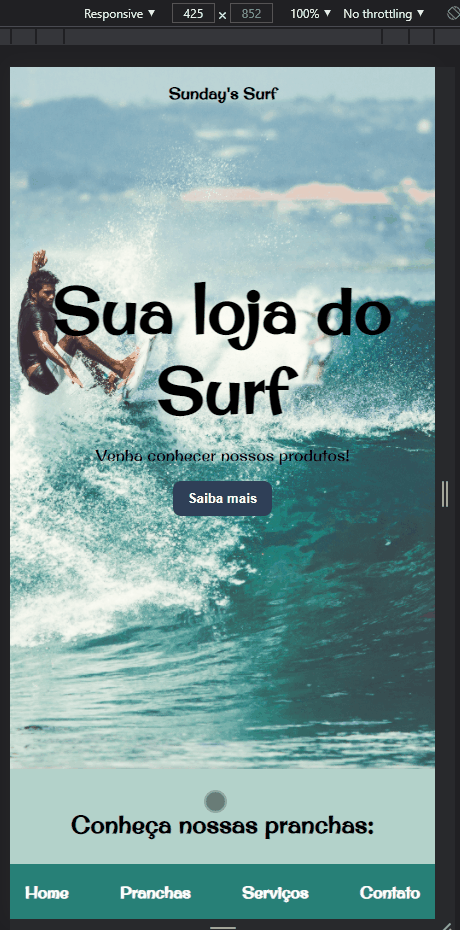 Responsive ▼ 425 × 852 100% ▼ No throttling ▼
Sunday's Surf
Sua loja do
Surf
Venha conhecer nossos produtos!
Saiba mais
Conheça nossas pranchas:
Home Pranchas Serviços Contato